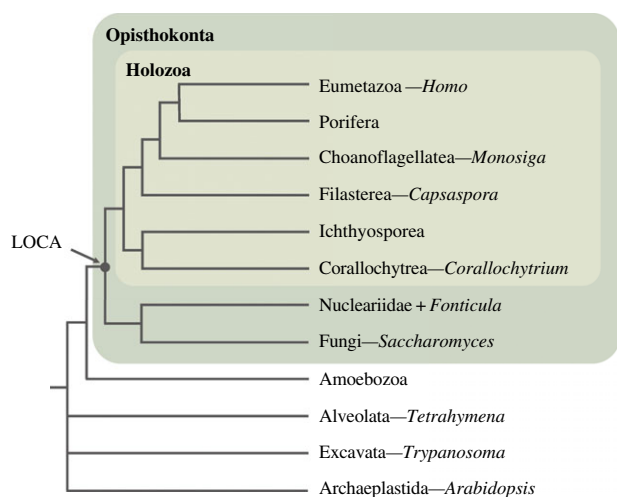 Opisthokonta
Holozoa
Eumetazoa—Homo
Porifera
Choanoflagellatea—Monosiga
Filasterea—Capsaspora
LOCA
Ichthyosporea
Corallochytrea—Corallochytrium
Nucleariidae + Fonticula
Fungi—Saccharomyces
Amoebozoa
Alveolata—Tetrahymena
Excavata—Trypanosoma
Archaeplastida—Arabidopsis